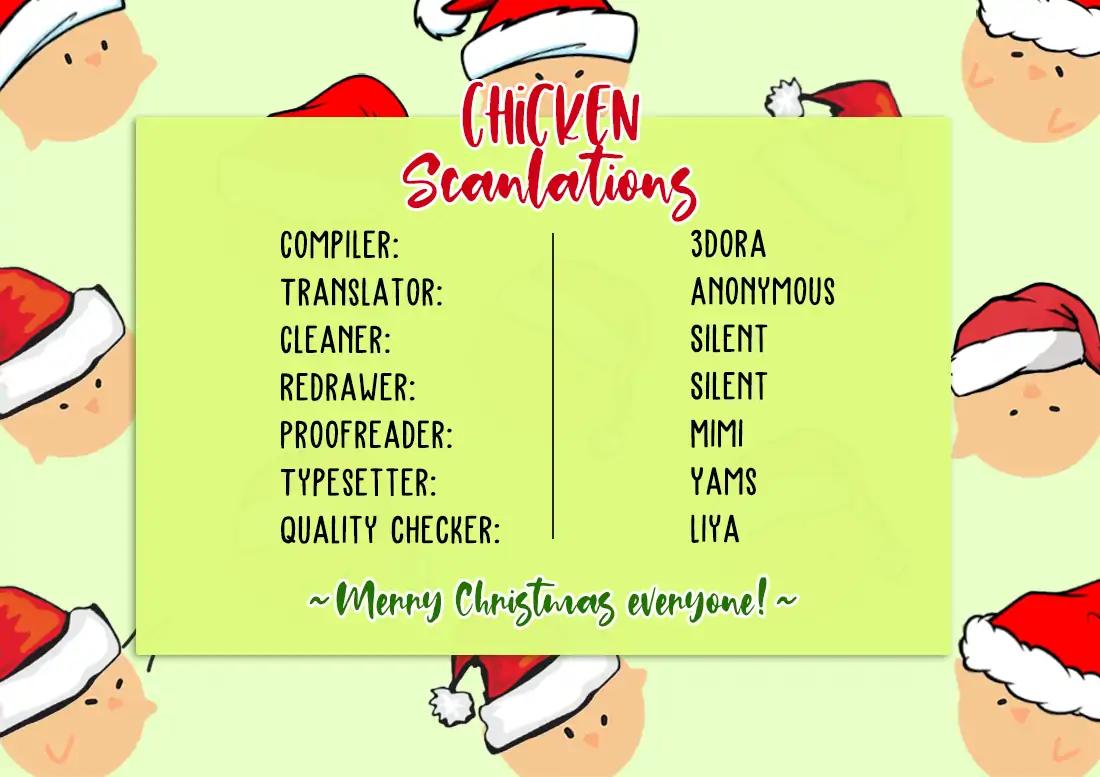 CHiCKEN
Scanlations
COMPILER: 3DORA
TRANSLATOR: ANONYMOUS
CLEANER: SILENT
REDRAWER: SILENT
PROOFREADER: MIMI
TYPESETTER: YAMS
QUALITY CHECKER: LIYA
~Merry Christmas everyone!~